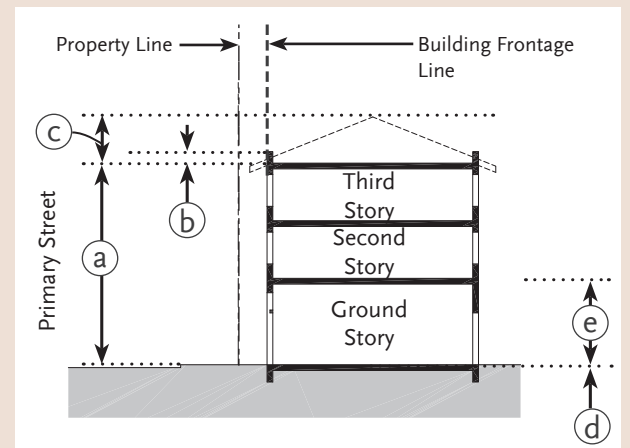 Property Line
Building Frontage
Line
c
b
Third
Story
Second
Story
Primary Street
a
Ground
Story
e
d